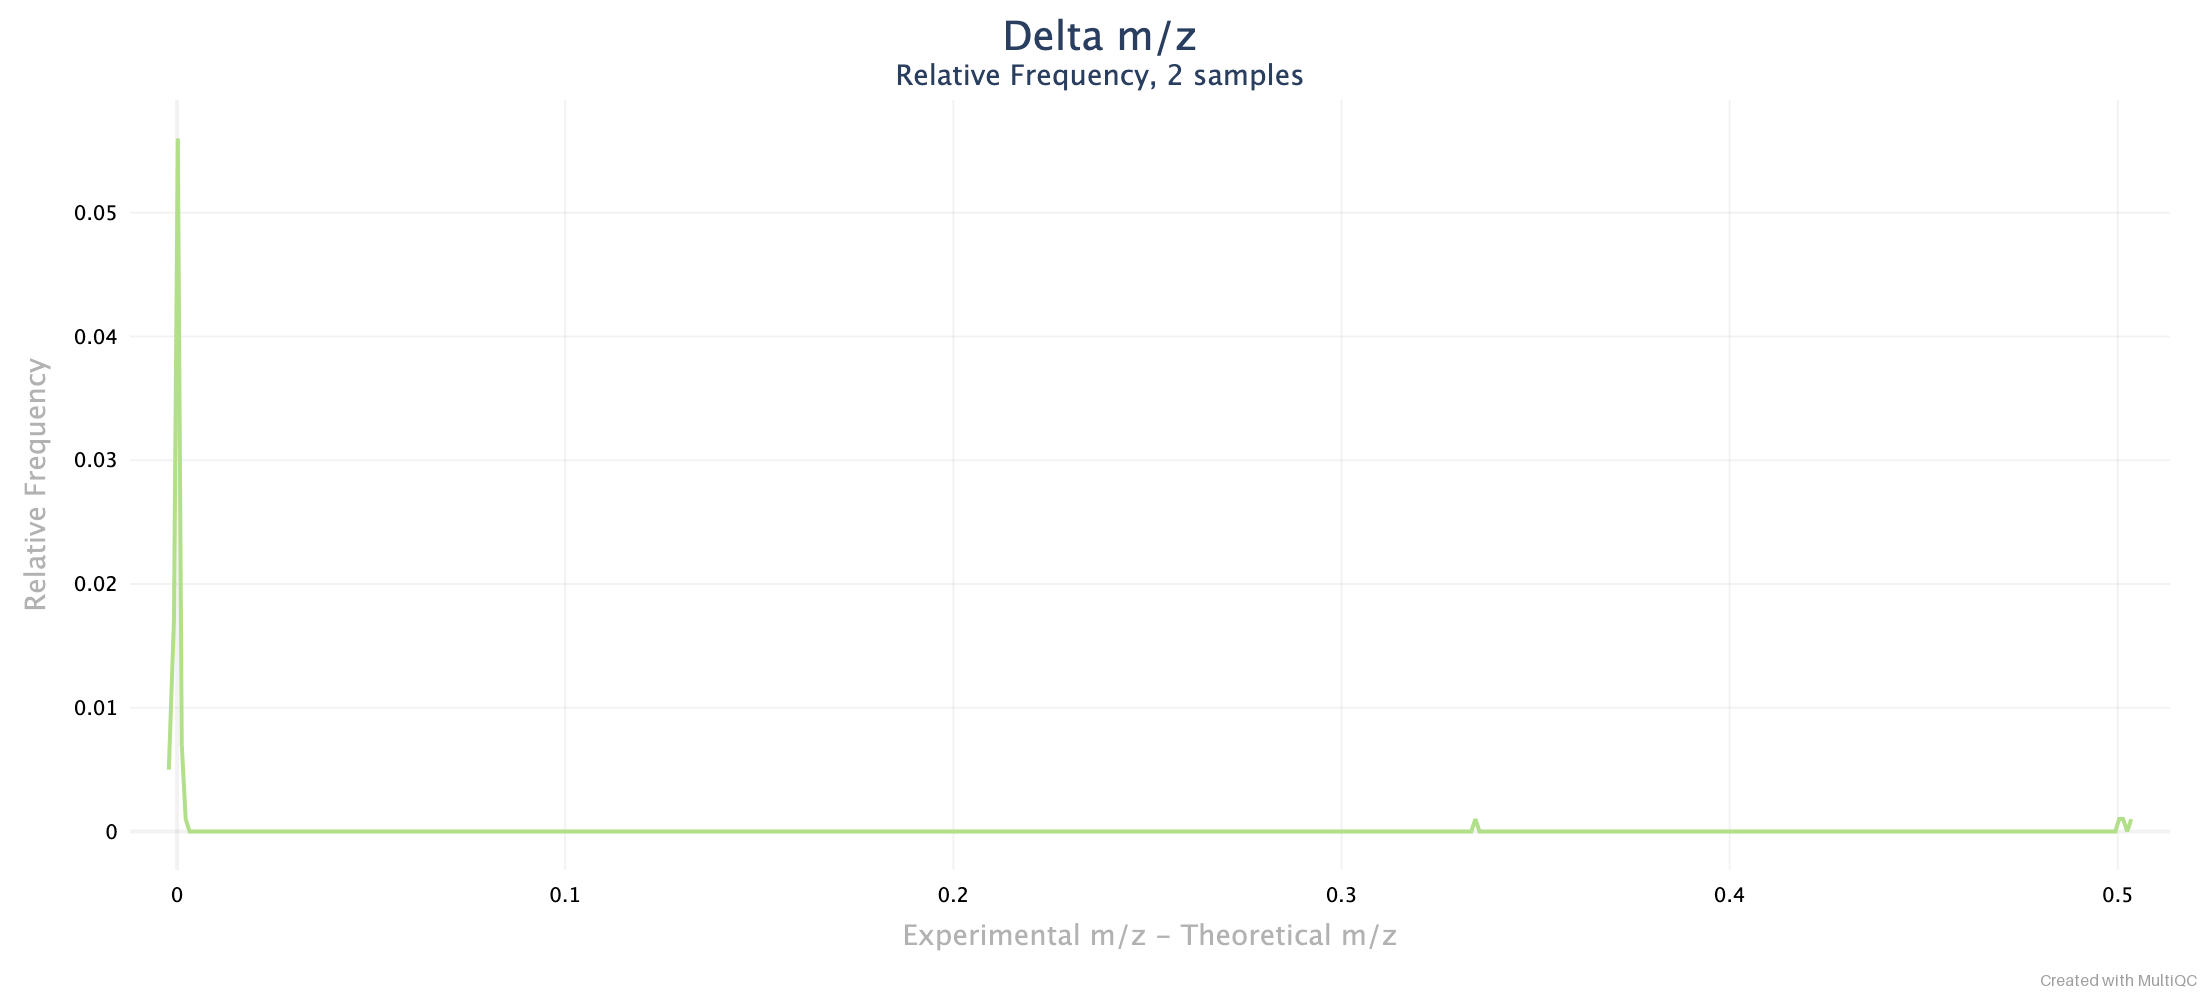 Delta m/z
Relative Frequency, 2 samples
Relative Frequency
0.05
0.04
0.03
0.02
0.01
0
0 0.1 0.2 0.3 0.4 0.5
Experimental m/z - Theoretical m/z
Created with MultiQC